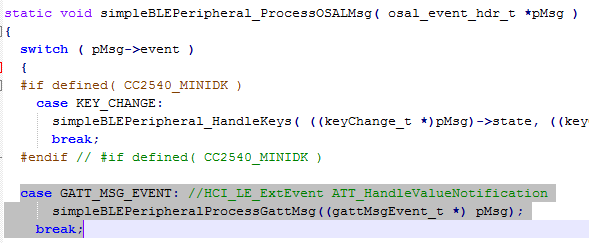 static void simpleBLEPeripheral_ProcessOSALMsg( osal_event_hdr_t *pMsg )
{
switch ( pMsg->event )
{
#if defined( CC2540_MINIDK )
case KEY_CHANGE:
simpleBLEPeripheral_HandleKeys( ((keyChange_t *)pMsg)->state, ((key
break;
#endif // #if defined( CC2540_MINIDK )
case GATT_MSG_EVENT: //HCI_LE_ExtEvent ATT_HandleValueNotification
simpleBLEPeripheralProcessGattMsg((gattMsgEvent_t *) pMsg);
break;